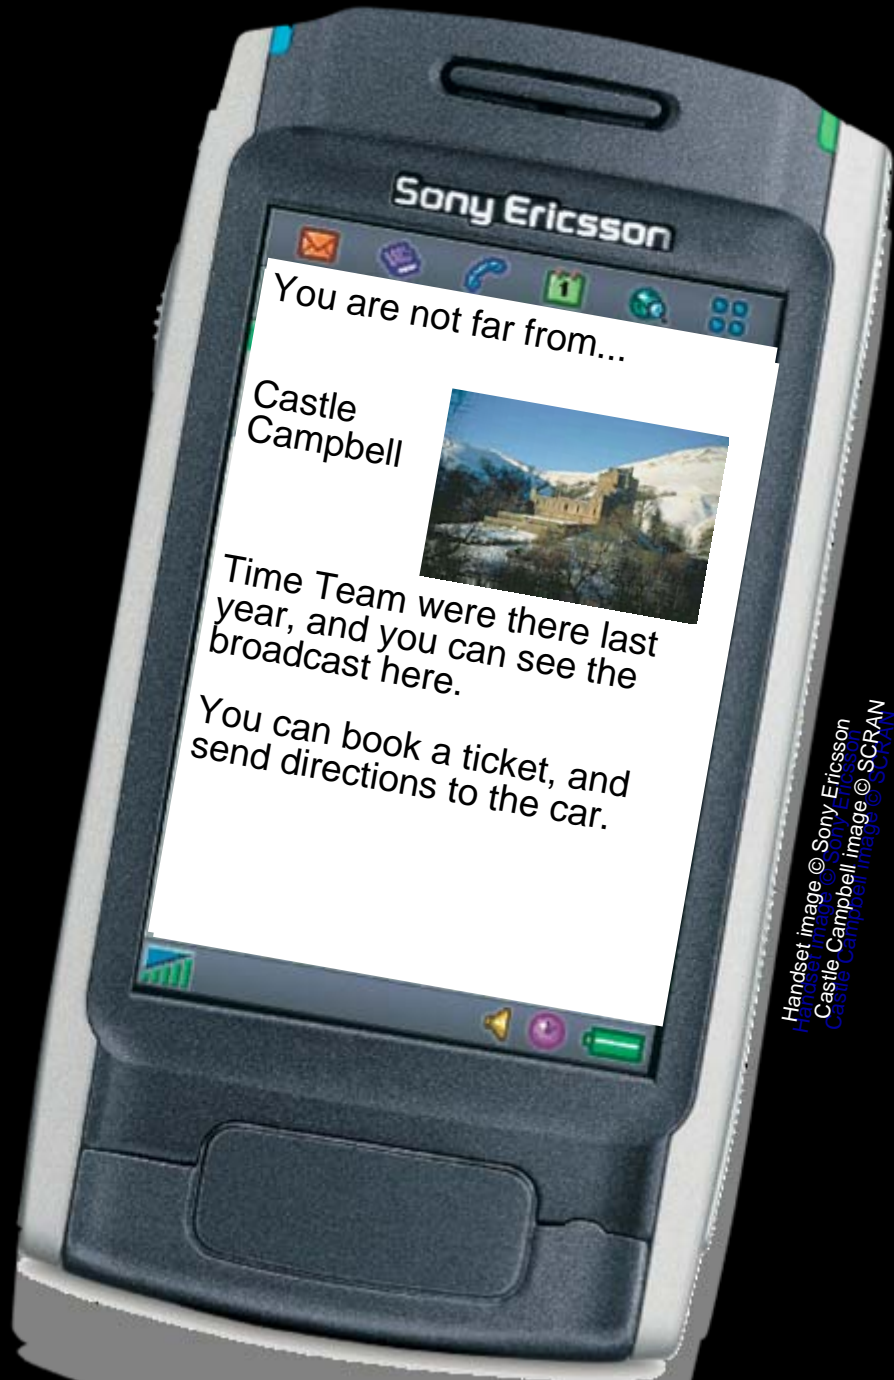 Sony Ericsson
You are not far from...
Castle
Campbell
Time Team were there last
year, and you can see the
broadcast here.
You can book a ticket, and
send directions to the car.
Handset image © Sony Ericsson
Castle Campbell image © SCRAN